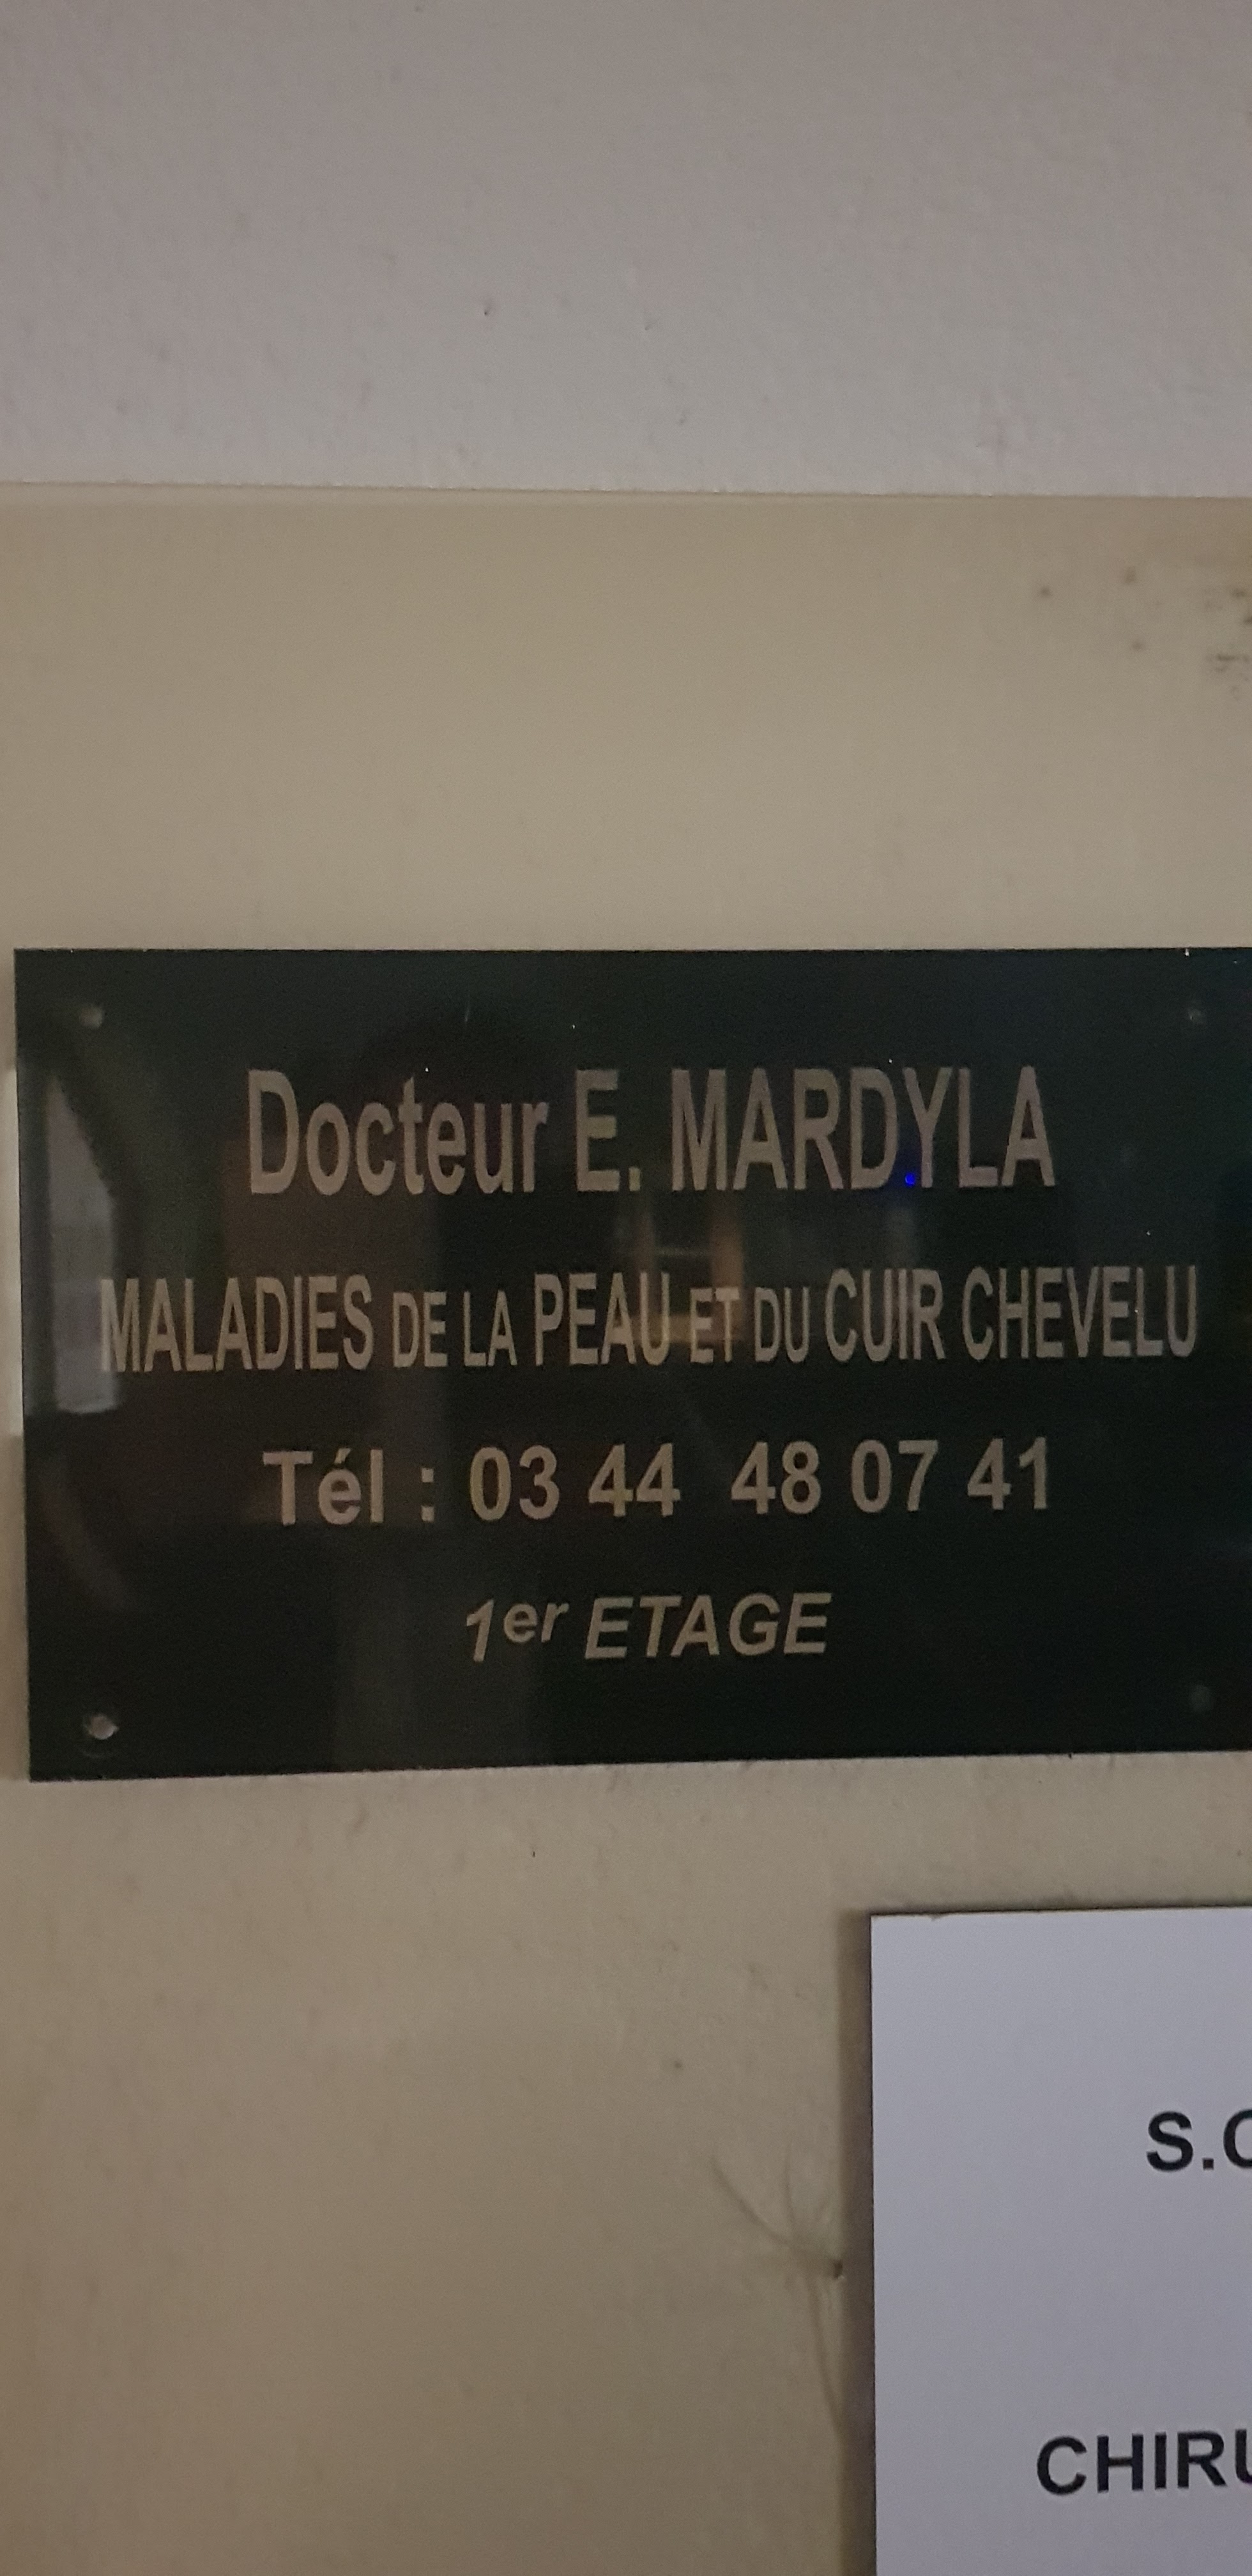 Docteur E. MARDYLA
MALADIES DE LA PEAU ET DU CUIR CHEVELU
Tél : 03 44 48 07 41
1er ETAGE